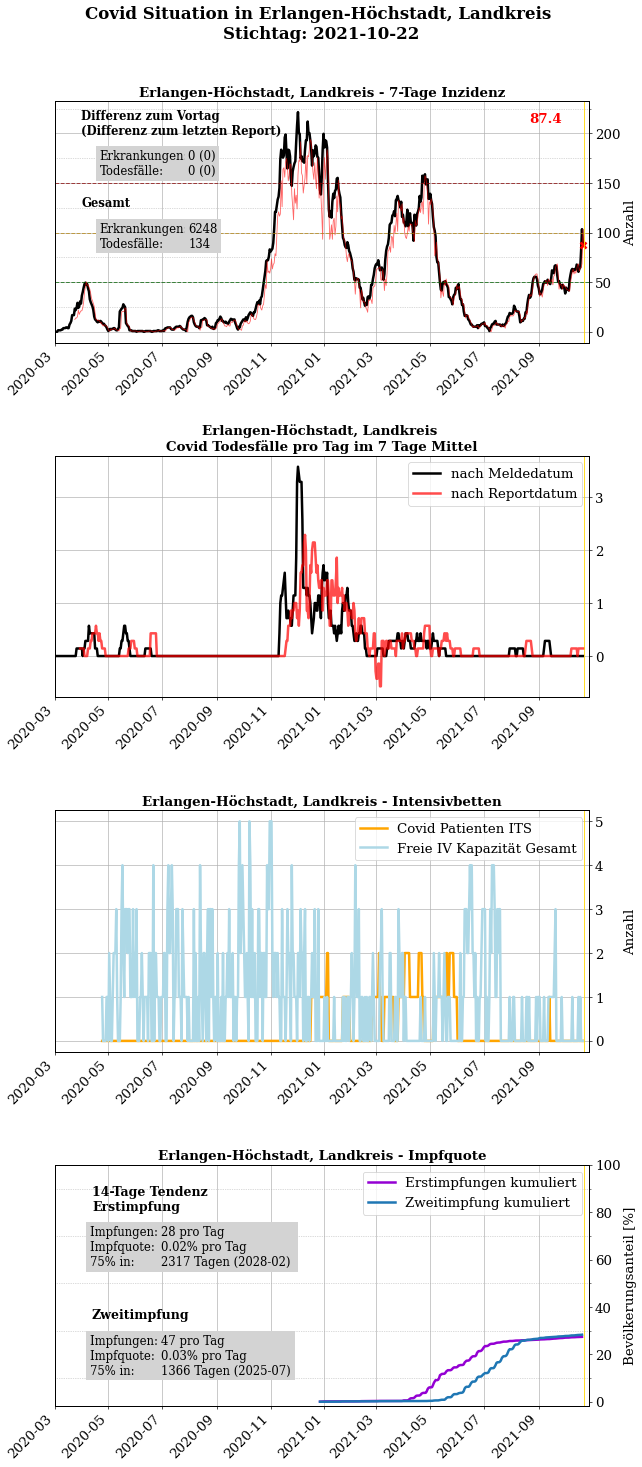 Covid Situation in Erlangen-Höchstadt, Landkreis
Stichtag: 2021-10-22
Erlangen-Höchstadt, Landkreis - 7-Tage Inzidenz
Differenz zum Vortag
(Differenz zum letzten Report)
Erkrankungen 0 (0)
Todesfälle: 0 (0)
Gesamt
Erkrankungen 6248
Todesfälle: 134
87.4
200
150
100
50
0
Anzahl
2020-03
2020-05
2020-07
2020-09
2020-11
2021-01
2021-03
2021-05
2021-07
2021-09
Erlangen-Höchstadt, Landkreis
Covid Todesfälle pro Tag im 7 Tage Mittel
nach Meldedatum
nach Reportdatum
3
2
1
0
2020-03
2020-05
2020-07
2020-09
2020-11
2021-01
2021-03
2021-05
2021-07
2021-09
Erlangen-Höchstadt, Landkreis - Intensivbetten
Covid Patienten ITS
Freie IV Kapazität Gesamt
5
4
3
2
1
0
Anzahl
2020-03
2020-05
2020-07
2020-09
2020-11
2021-01
2021-03
2021-05
2021-07
2021-09
Erlangen-Höchstadt, Landkreis - Impfquote
14-Tage Tendenz
Erstimpfung
Impfungen: 28 pro Tag
Impfquote: 0.02% pro Tag
75% in: 2317 Tagen (2028-02)
Zweitimpfung
Impfungen: 47 pro Tag
Impfquote: 0.03% pro Tag
75% in: 1366 Tagen (2025-07)
Erstimpfungen kumuliert
Zweitimpfung kumuliert
100
80
60
40
20
0
Bevölkerungsanteil [%]
2020-03
2020-05
2020-07
2020-09
2020-11
2021-01
2021-03
2021-05
2021-07
2021-09